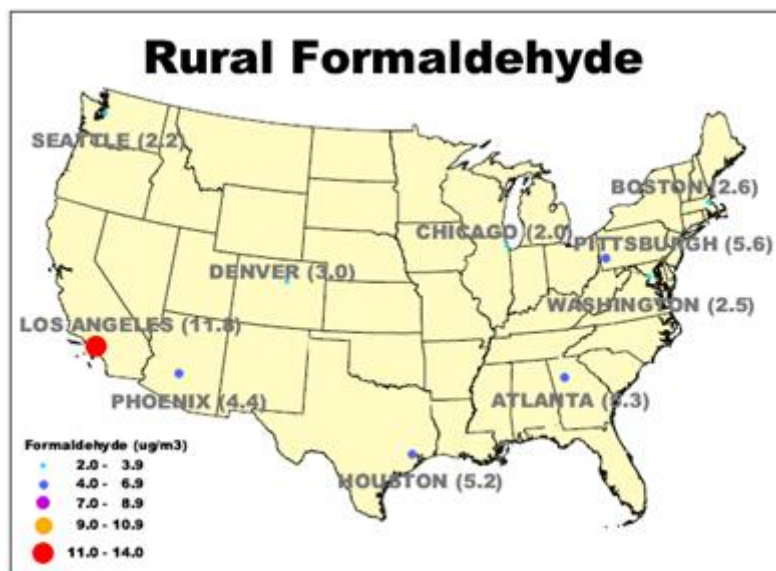 Rural Formaldehyde
SEATTLE (2.2)
BOSTON (2.6)
CHICAGO (2.0)
PITTSBURGH (5.6)
DENVER (3.0)
WASHINGTON (2.5)
LOS ANGELES (11.8)
PHOENIX (4.4)
ATLANTA
HOUSTON (5.2)
Formaldehyde (ug/m3)
2.0 - 3.9
4.0 - 6.9
7.0 - 8.9
9.0 - 10.9
11.0 - 14.0